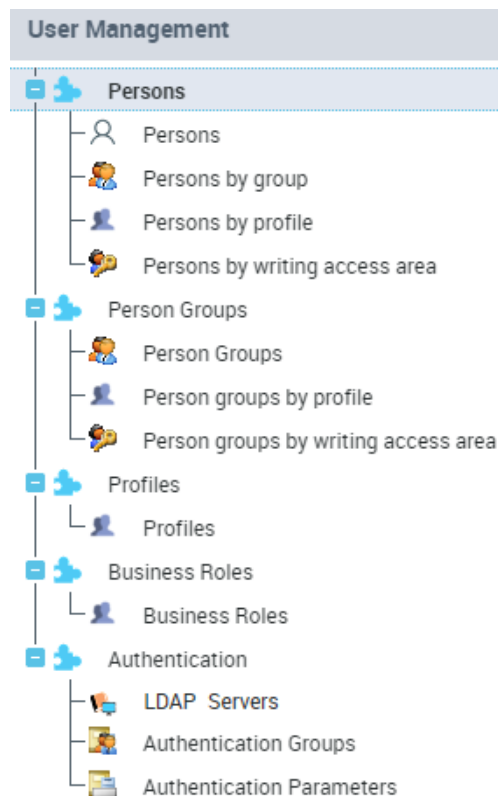 User Management
Persons
Persons
Persons by group
Persons by profile
Persons by writing access area
Person Groups
Person Groups
Person groups by profile
Person groups by writing access area
Profiles
Profiles
Business Roles
Business Roles
Authentication
LDAP Servers
Authentication Groups
Authentication Parameters